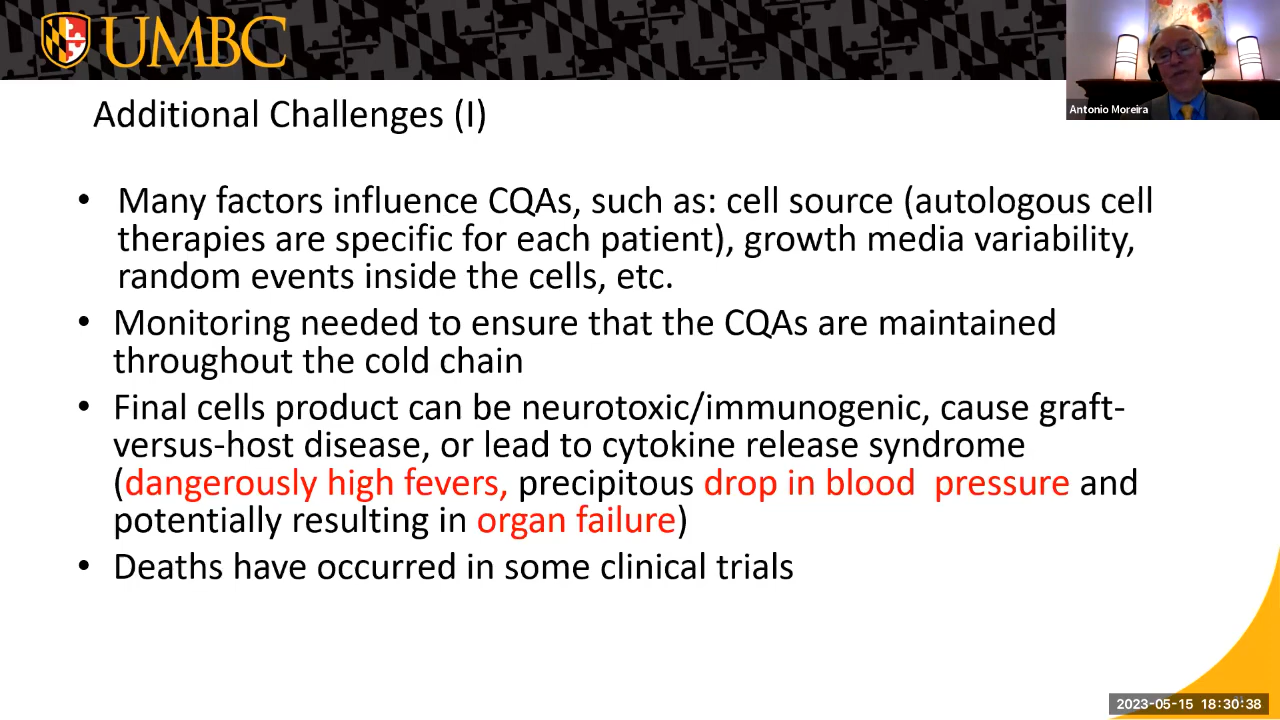 UMBC
Antonio Moreira
Additional Challenges (I)
• Many factors influence CQAs, such as: cell source (autologous cell
therapies are specific for each patient), growth media variability,
random events inside the cells, etc.
• Monitoring needed to ensure that the CQAs are maintained
throughout the cold chain
• Final cells product can be neurotoxic/immunogenic, cause graft-
versus-host disease, or lead to cytokine release syndrome
(dangerously high fevers, precipitous drop in blood  pressure and
potentially resulting in organ failure)
• Deaths have occurred in some clinical trials
2023-05-15 18:30:38